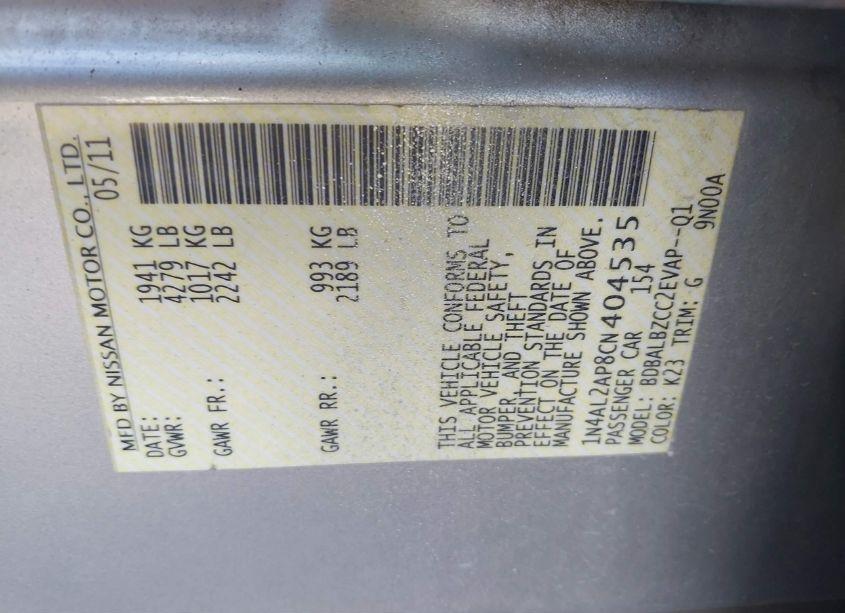 MFD BY NISSAN MOTOR CO., LTD.
DATE: 05/11
GVWR: 1941 KG
4279 LB
GAWR FR.: 1017 KG
2242 LB
GAWR RR.: 993 KG
2189 LB
THIS VEHICLE CONFORMS TO
ALL APPLICABLE FEDERAL
MOTOR VEHICLE SAFETY,
BUMPER, AND THEFT
PREVENTION STANDARDS IN
EFFECT ON THE DATE OF
MANUFACTURE SHOWN ABOVE.
1N4AL2AP8CN404535
PASSENGER CAR 154
MODEL: BDBALBZCC2EVAP--Q1
COLOR: K23 TRIM: G 9N00A